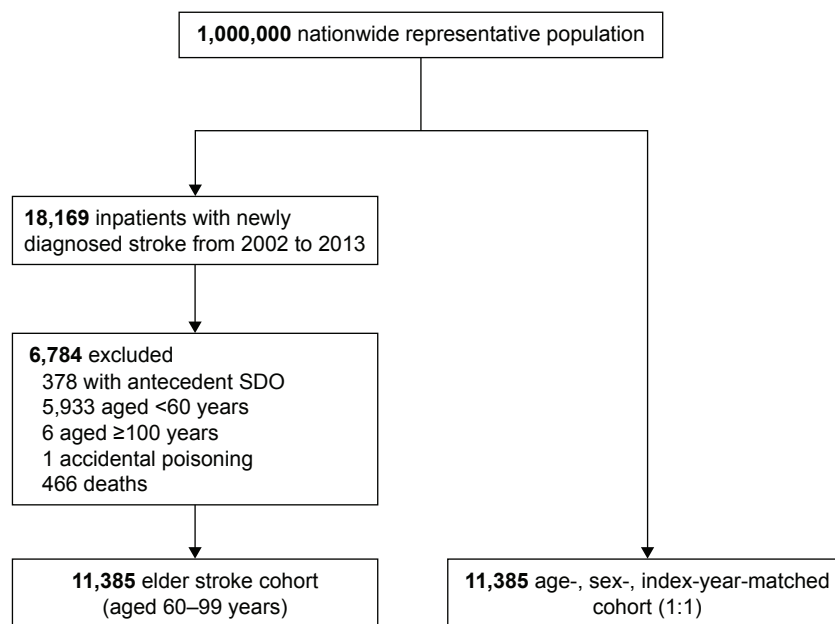 1,000,000 nationwide representative population
18,169 inpatients with newly
diagnosed stroke from 2002 to 2013
6,784 excluded
378 with antecedent SDO
5,933 aged <60 years
6 aged ≥100 years
1 accidental poisoning
466 deaths
11,385 elder stroke cohort
(aged 60–99 years)
11,385 age-, sex-, index-year-matched
cohort (1:1)